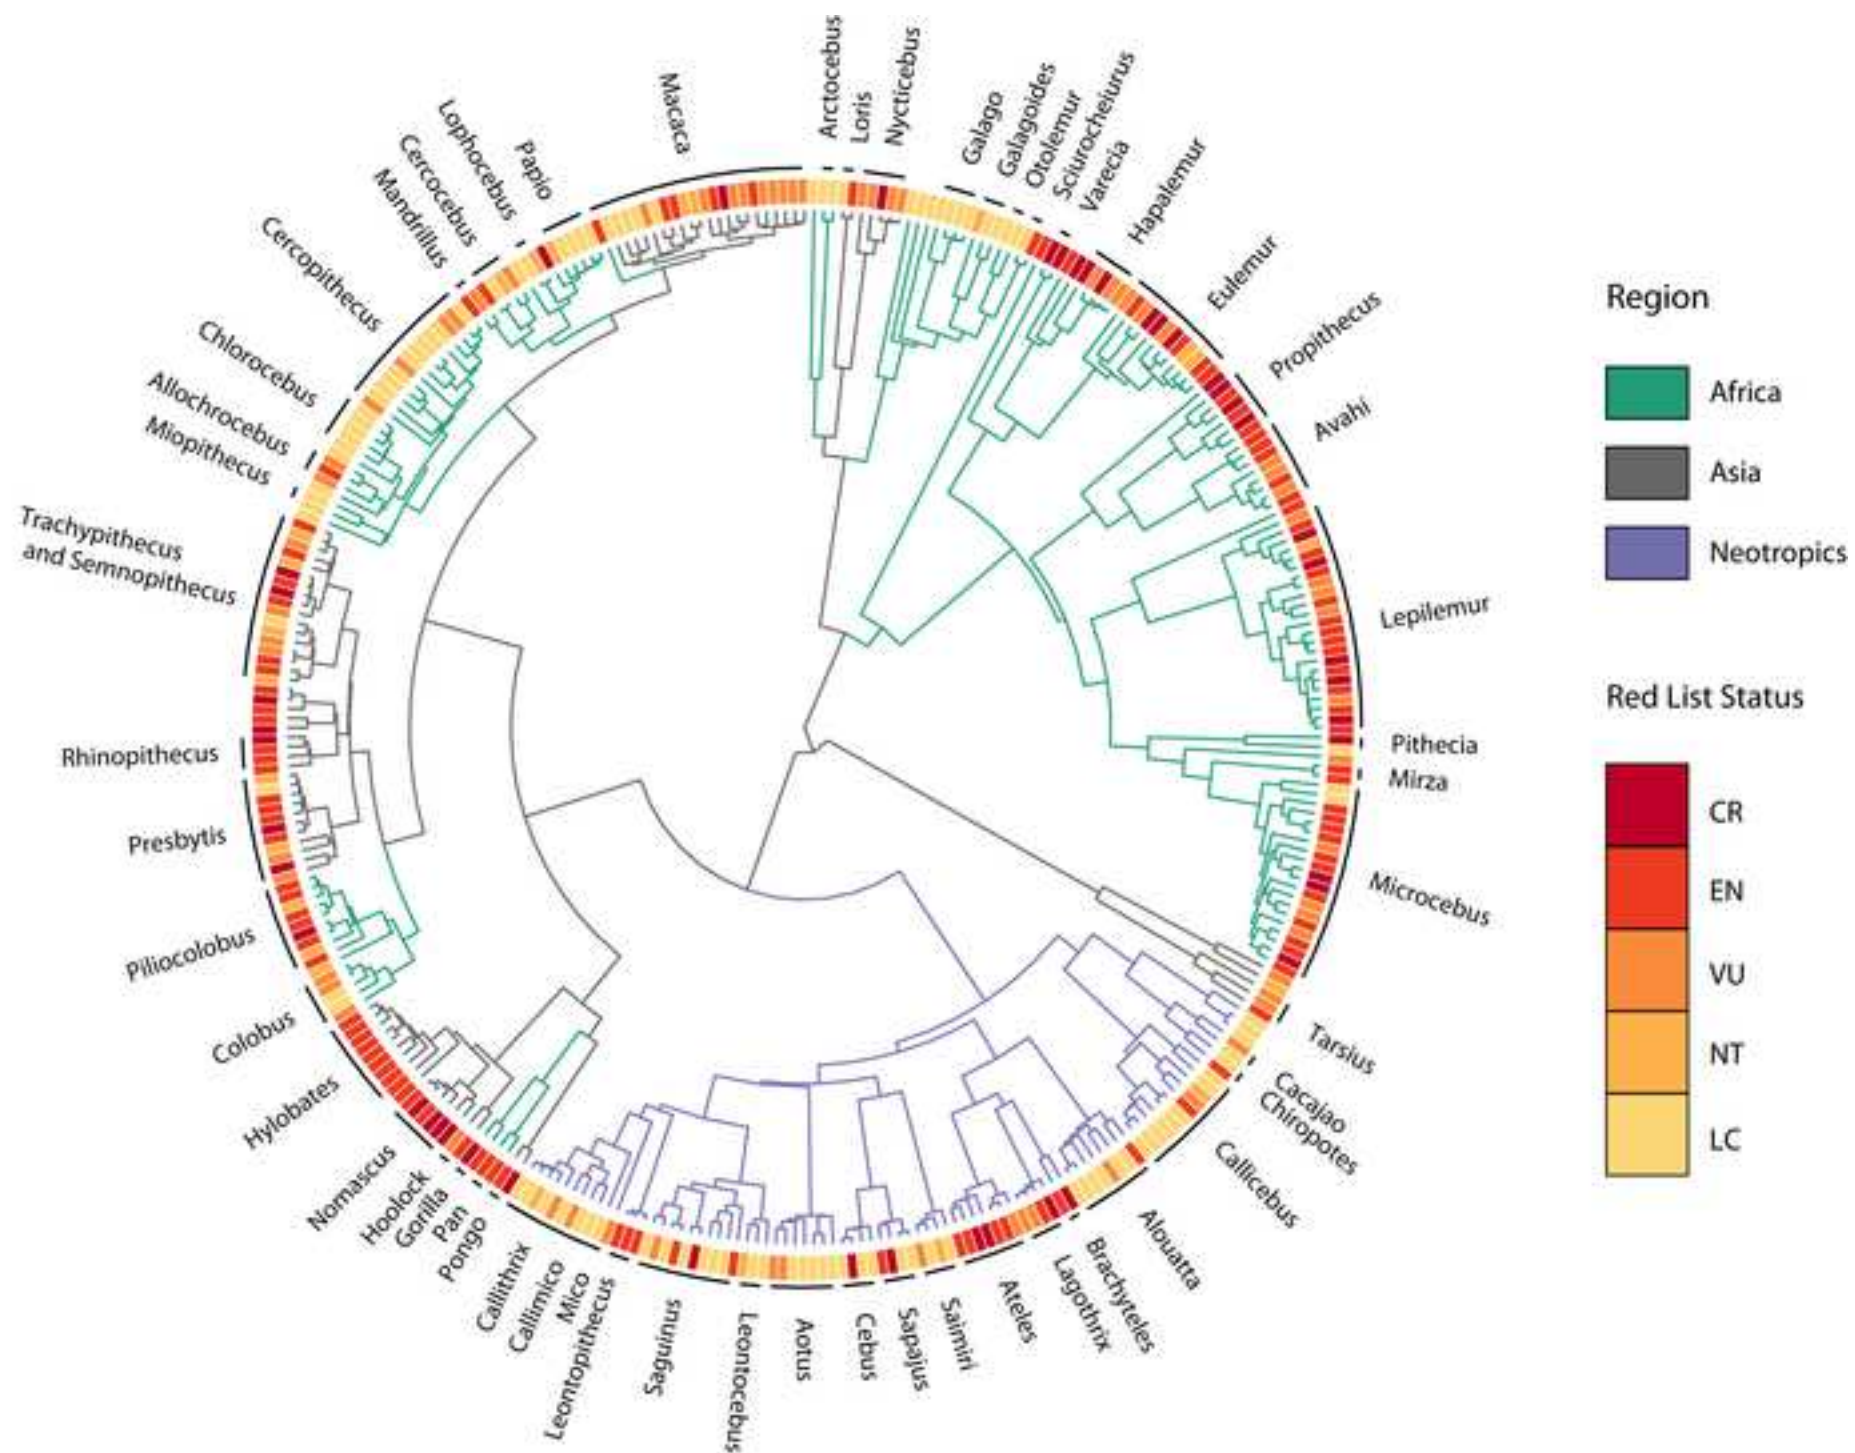 Arctocebus
Loris
Nycticebus
Galago
Galagoides
Otolemur
Sciurocheiurus
Varecia
Hapalemur
Eulemur
Propithecus
Avahi
Lepilemur
Pithecia
Mirza
Microcebus
Tarsius
Cacajao
Chiropotes
Callicebus
Alouatta
Brachyteles
Lagothrix
Ateles
Saimiri
Sapajus
Cebus
Aotus
Leontocebus
Saguinus
Leontopithecus
Mico
Callimico
Callithrix
Pongo
Pan
Gorilla
Hoolock
Nomascus
Hylobates
Colobus
Piliocolobus
Presbytis
Rhinopithecus
Trachypithecus
and Semnopithecus
Miopithecus
Allochrocebus
Chlorocebus
Cercopithecus
Mandrillus
Cercocebus
Lophocebus
Papio
Macaca
Region
Africa
Asia
Neotropics
Red List Status
CR
EN
VU
NT
LC